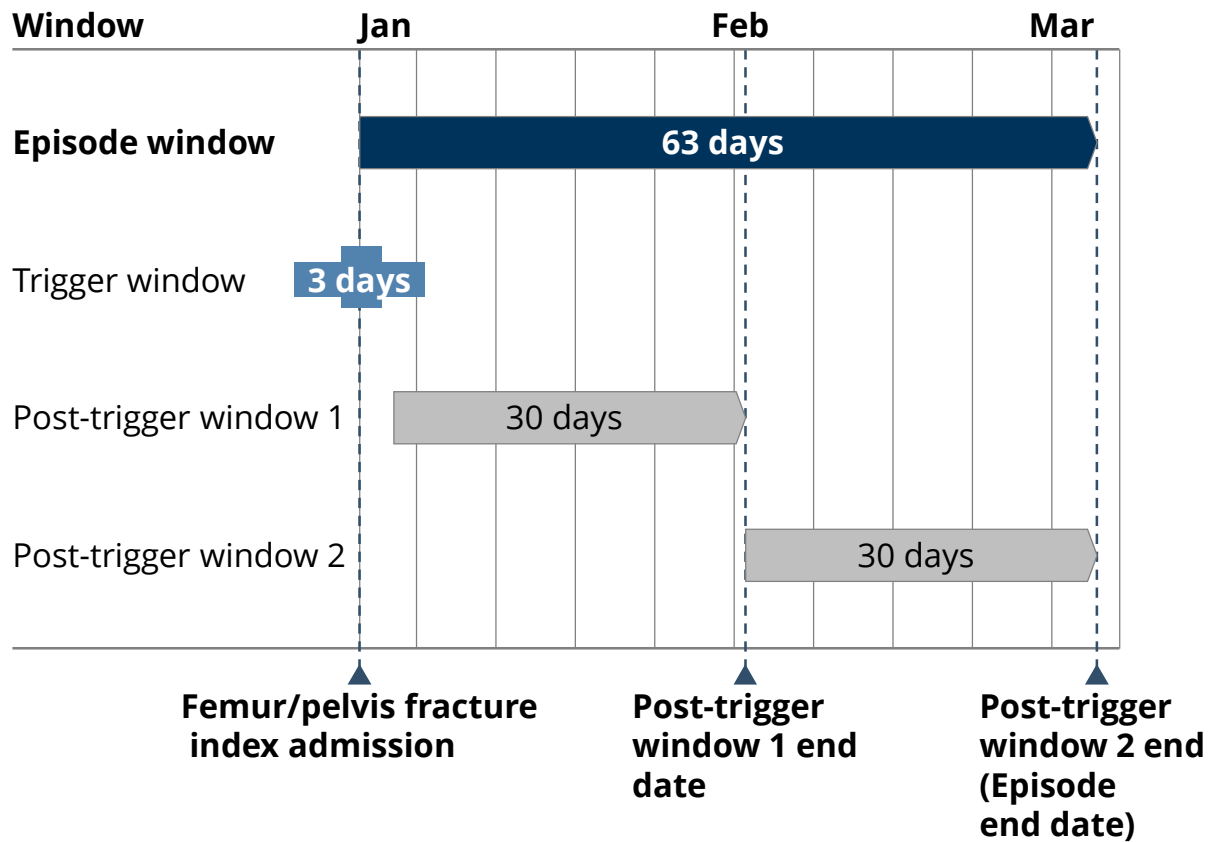 Window Jan Feb Mar
Episode window 63 days
Trigger window 3 days
Post-trigger window 1 30 days
Post-trigger window 2 30 days
Femur/pelvis fracture
index admission
Post-trigger
window 1 end
date
Post-trigger
window 2 end
(Episode
end date)